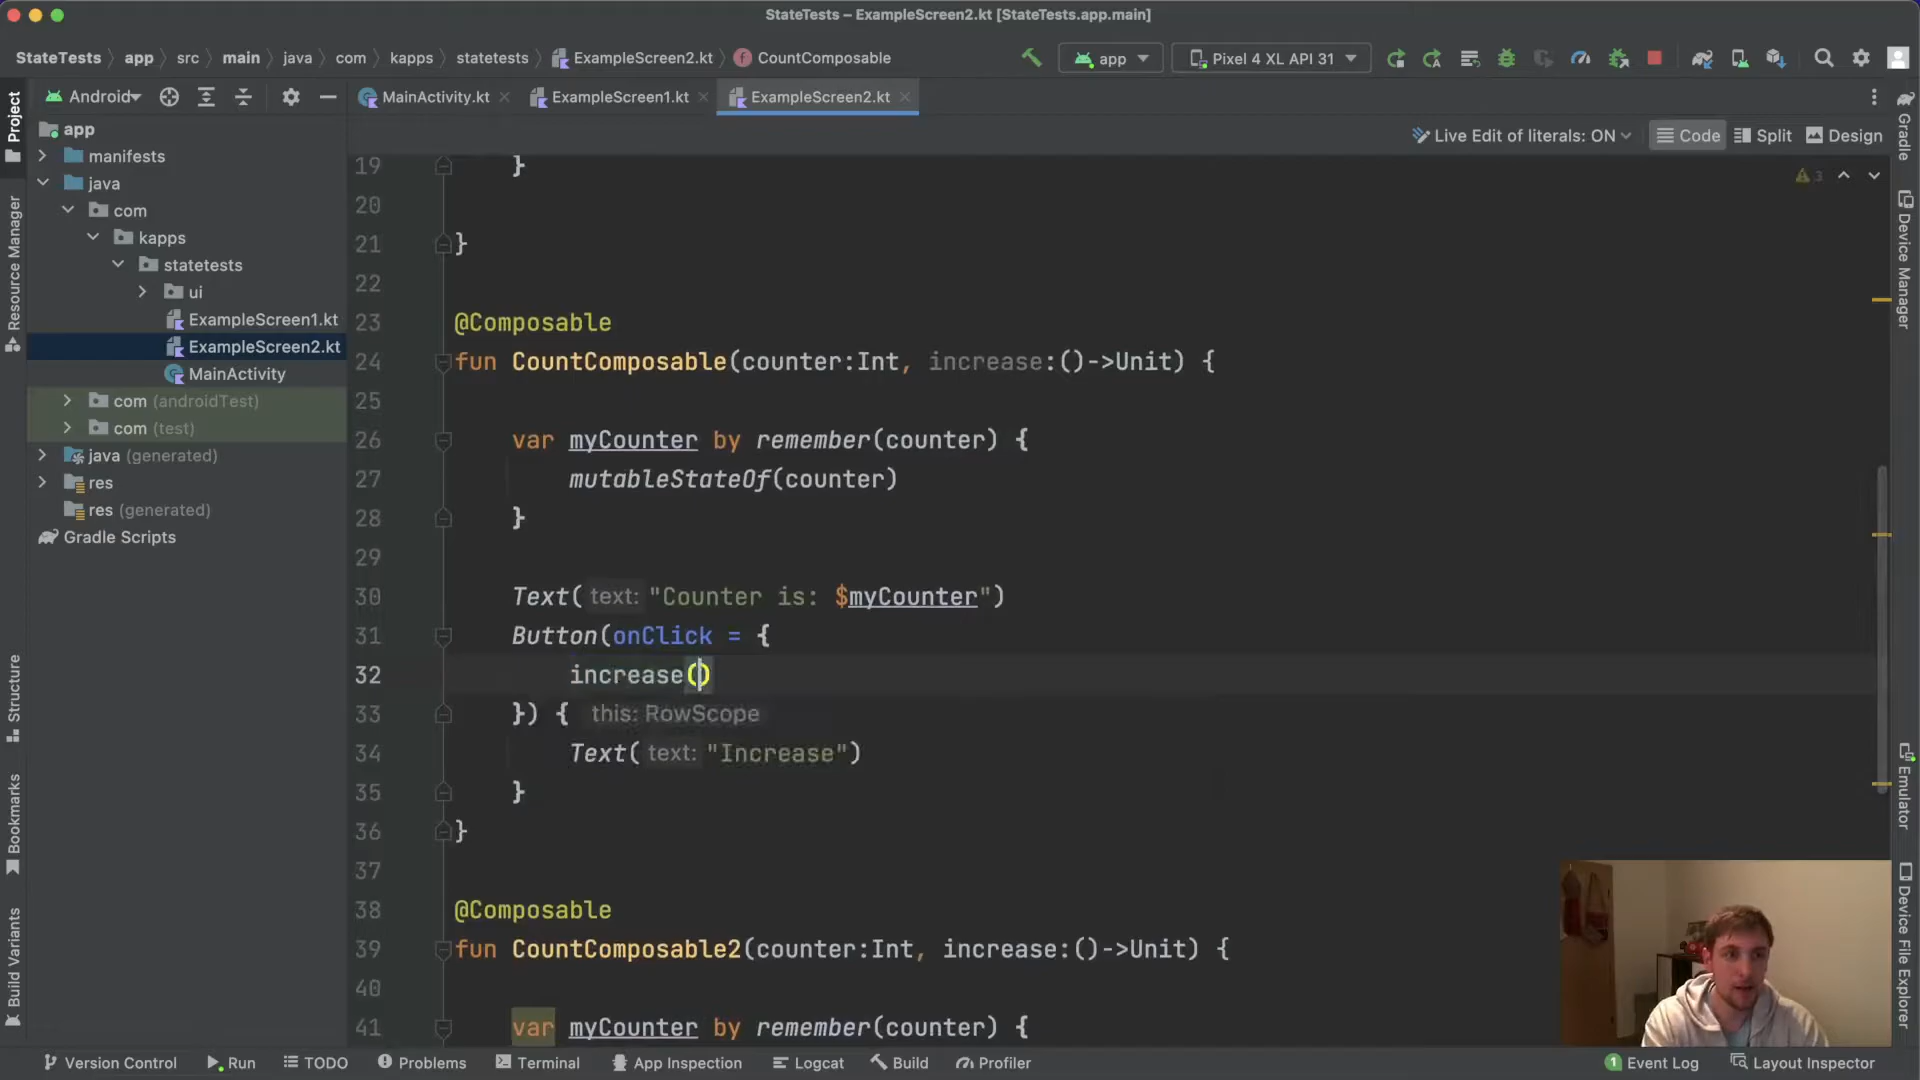 StateTests – ExampleScreen2.kt [StateTests.app.main]
StateTests app src main java com kapps statetests ExampleScreen2.kt CountComposable
app
Pixel 4 XL API 31
Android
MainActivity.kt
ExampleScreen1.kt
ExampleScreen2.kt
Live Edit of literals: ON
Code
Split
Design
3
Project
Resource Manager
Structure
Bookmarks
Build Variants
app
manifests
java
com
kapps
statetests
ui
ExampleScreen1.kt
ExampleScreen2.kt
MainActivity
com (androidTest)
com (test)
java (generated)
res
res (generated)
Gradle Scripts
19 }
20
21 }
22
23 @Composable
24 fun CountComposable(counter:Int, increase:()->Unit) {
25
26 var myCounter by remember(counter) {
27 mutableStateOf(counter)
28 }
29
30 Text( text: "Counter is: $myCounter")
31 Button(onClick = {
32 increase()
33 }) { this: RowScope
34 Text( text: "Increase")
35 }
36 }
37
38 @Composable
39 fun CountComposable2(counter:Int, increase:()->Unit) {
40
41 var myCounter by remember(counter) {
Gradle
Device Manager
Emulator
Device File Explorer
Version Control
Run
TODO
Problems
Terminal
App Inspection
Logcat
Build
Profiler
1 Event Log
Layout Inspector